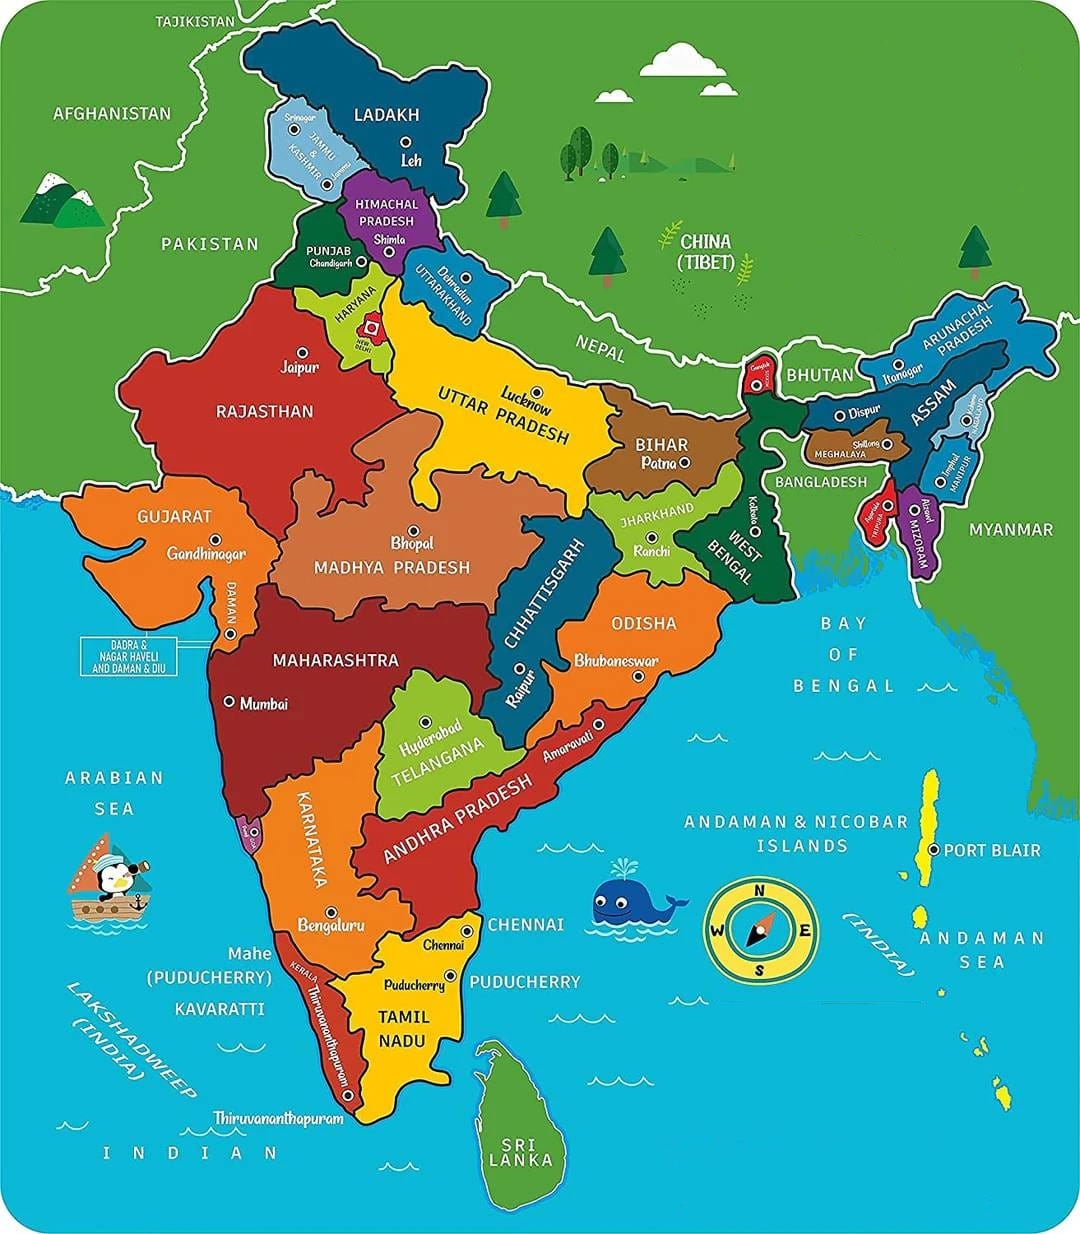 TAJIKISTAN
AFGHANISTAN
LADAKH
Srinagar
JAMMU
&
KASHMIR
Jammu
Leh
HIMACHAL
PRADESH
Shimla
PAKISTAN
PUNJAB
Chandigarh
CHINA
(TIBET)
Dehradun
UTTARAKHAND
HARYANA
NEW
DELHI
NEPAL
ARUNACHAL
PRADESH
Itanagar
Jaipur
RAJASTHAN
Lucknow
UTTAR PRADESH
Gangtok
BHUTAN
ASSAM
Dispur
NAGALAND
BIHAR
Patna
Shillong
MEGHALAYA
Imphal
MANIPUR
BANGLADESH
GUJARAT
Gandhinagar
JHARKHAND
Ranchi
Kolkata
WEST
BENGAL
Agartala
TRIPURA
Aizawl
MIZORAM
MYANMAR
Bhopal
MADHYA PRADESH
CHHATTISGARH
Raipur
DAMAN
DADRA &
NAGAR HAVELI
AND DAMAN & DIU
ODISHA
Bhubaneswar
BAY
OF
BENGAL
MAHARASHTRA
Mumbai
Hyderabad
TELANGANA
Amaravati
ANDHRA PRADESH
ARABIAN
SEA
KARNATAKA
GOA
Bengaluru
ANDAMAN & NICOBAR
ISLANDS
PORT BLAIR
N
W
E
S
(INDIA)
ANDAMAN
SEA
Chennai
CHENNAI
Mahe
(PUDUCHERRY)
KAVARATTI
KERALA
Thiruvananthapuram
Puducherry
PUDUCHERRY
TAMIL
NADU
LAKSHADWEEP
(INDIA)
Thiruvananthapuram
INDIAN
SRI
LANKA